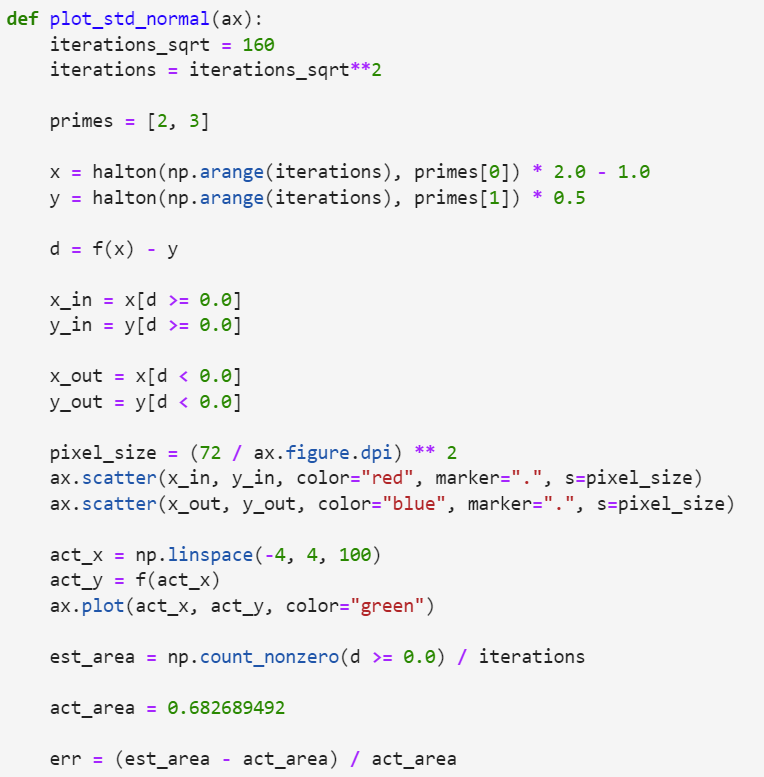 def plot_std_normal(ax):
    iterations_sqrt = 160
    iterations = iterations_sqrt**2

    primes = [2, 3]

    x = halton(np.arange(iterations), primes[0]) * 2.0 - 1.0
    y = halton(np.arange(iterations), primes[1]) * 0.5

    d = f(x) - y

    x_in = x[d >= 0.0]
    y_in = y[d >= 0.0]

    x_out = x[d < 0.0]
    y_out = y[d < 0.0]

    pixel_size = (72 / ax.figure.dpi) ** 2
    ax.scatter(x_in, y_in, color="red", marker=".", s=pixel_size)
    ax.scatter(x_out, y_out, color="blue", marker=".", s=pixel_size)

    act_x = np.linspace(-4, 4, 100)
    act_y = f(act_x)
    ax.plot(act_x, act_y, color="green")

    est_area = np.count_nonzero(d >= 0.0) / iterations

    act_area = 0.682689492

    err = (est_area - act_area) / act_area